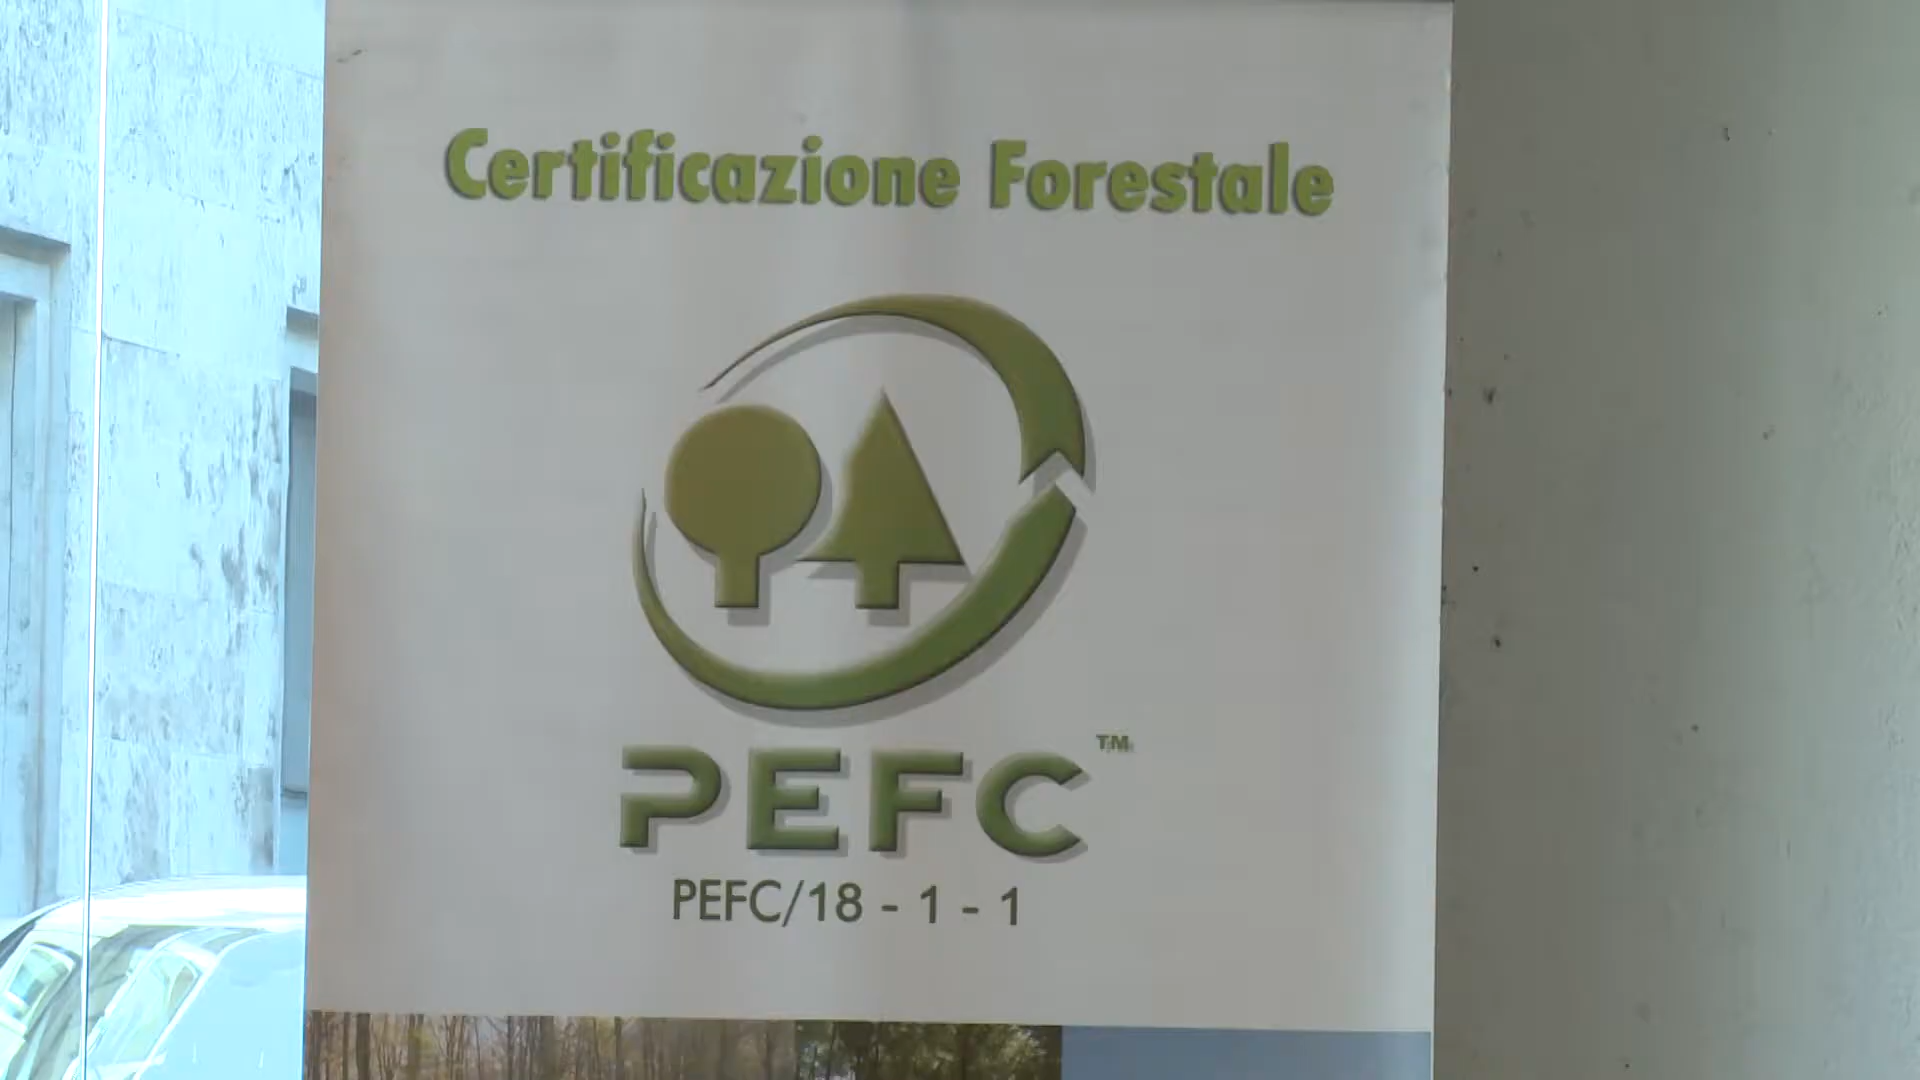 Certificazione Forestale
PEFC™
PEFC/18 - 1 - 1